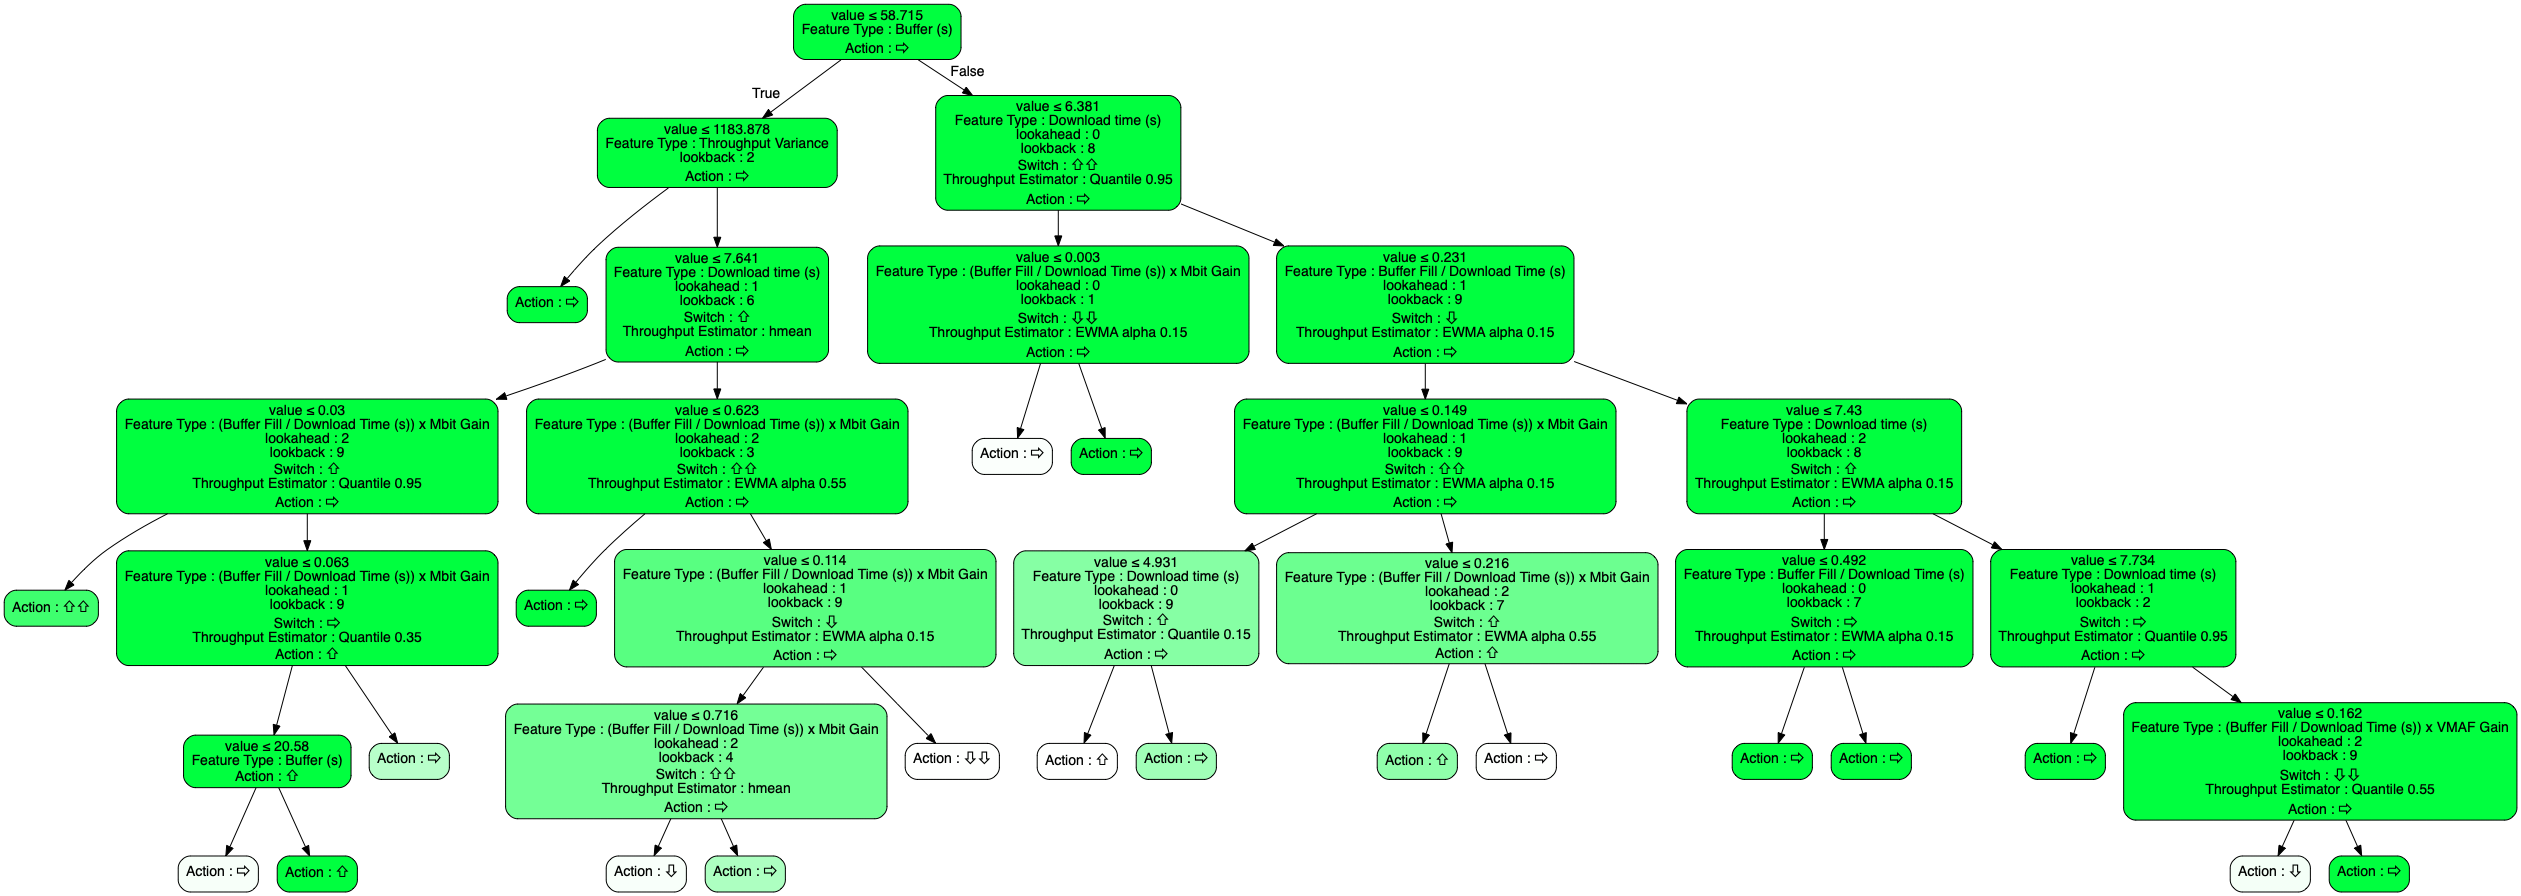 value ≤ 58.715
Feature Type : Buffer (s)
Action : ⇨
True
False
value ≤ 1183.878
Feature Type : Throughput Variance
lookback : 2
Action : ⇨
value ≤ 6.381
Feature Type : Download time (s)
lookahead : 0
lookback : 8
Switch : ⇧⇧
Throughput Estimator : Quantile 0.95
Action : ⇨
Action : ⇨
value ≤ 7.641
Feature Type : Download time (s)
lookahead : 1
lookback : 6
Switch : ⇧
Throughput Estimator : hmean
Action : ⇨
value ≤ 0.003
Feature Type : (Buffer Fill / Download Time (s)) x Mbit Gain
lookahead : 0
lookback : 1
Switch : ⇩⇩
Throughput Estimator : EWMA alpha 0.15
Action : ⇨
value ≤ 0.231
Feature Type : Buffer Fill / Download Time (s)
lookahead : 1
lookback : 9
Switch : ⇩
Throughput Estimator : EWMA alpha 0.15
Action : ⇨
value ≤ 0.03
Feature Type : (Buffer Fill / Download Time (s)) x Mbit Gain
lookahead : 2
lookback : 9
Switch : ⇧
Throughput Estimator : Quantile 0.95
Action : ⇨
value ≤ 0.623
Feature Type : (Buffer Fill / Download Time (s)) x Mbit Gain
lookahead : 2
lookback : 3
Switch : ⇧⇧
Throughput Estimator : EWMA alpha 0.55
Action : ⇨
Action : ⇨
Action : ⇨
value ≤ 0.149
Feature Type : (Buffer Fill / Download Time (s)) x Mbit Gain
lookahead : 1
lookback : 9
Switch : ⇧⇧
Throughput Estimator : EWMA alpha 0.15
Action : ⇨
value ≤ 7.43
Feature Type : Download time (s)
lookahead : 2
lookback : 8
Switch : ⇧
Throughput Estimator : EWMA alpha 0.15
Action : ⇨
Action : ⇧⇧
value ≤ 0.063
Feature Type : (Buffer Fill / Download Time (s)) x Mbit Gain
lookahead : 1
lookback : 9
Switch : ⇨
Throughput Estimator : Quantile 0.35
Action : ⇧
Action : ⇨
value ≤ 0.114
Feature Type : (Buffer Fill / Download Time (s)) x Mbit Gain
lookahead : 1
lookback : 9
Switch : ⇩
Throughput Estimator : EWMA alpha 0.15
Action : ⇨
value ≤ 4.931
Feature Type : Download time (s)
lookahead : 0
lookback : 9
Switch : ⇧
Throughput Estimator : Quantile 0.15
Action : ⇨
value ≤ 0.216
Feature Type : (Buffer Fill / Download Time (s)) x Mbit Gain
lookahead : 2
lookback : 7
Switch : ⇧
Throughput Estimator : EWMA alpha 0.55
Action : ⇧
value ≤ 0.492
Feature Type : Buffer Fill / Download Time (s)
lookahead : 0
lookback : 7
Switch : ⇨
Throughput Estimator : EWMA alpha 0.15
Action : ⇨
value ≤ 7.734
Feature Type : Download time (s)
lookahead : 1
lookback : 2
Switch : ⇨
Throughput Estimator : Quantile 0.95
Action : ⇨
value ≤ 20.58
Feature Type : Buffer (s)
Action : ⇧
Action : ⇨
value ≤ 0.716
Feature Type : (Buffer Fill / Download Time (s)) x Mbit Gain
lookahead : 2
lookback : 4
Switch : ⇧⇧
Throughput Estimator : hmean
Action : ⇨
Action : ⇩⇩
Action : ⇧
Action : ⇨
Action : ⇧
Action : ⇨
Action : ⇨
Action : ⇨
Action : ⇨
value ≤ 0.162
Feature Type : (Buffer Fill / Download Time (s)) x VMAF Gain
lookahead : 2
lookback : 9
Switch : ⇩⇩
Throughput Estimator : Quantile 0.55
Action : ⇨
Action : ⇨
Action : ⇧
Action : ⇩
Action : ⇨
Action : ⇩
Action : ⇨